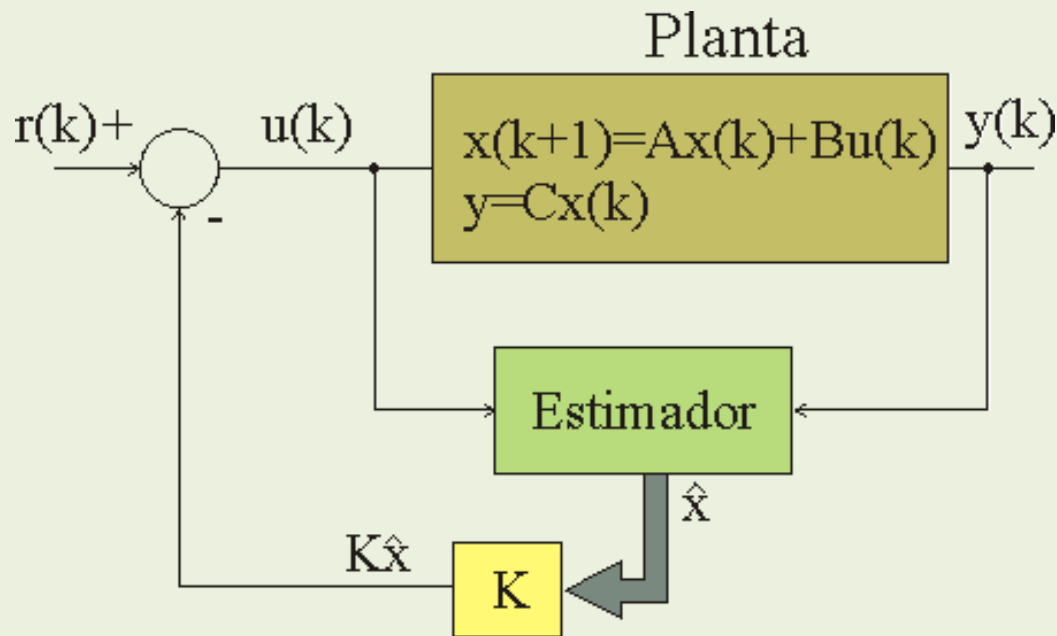 Planta
r(k)+
u(k)
x(k+1)=Ax(k)+Bu(k)
y=Cx(k)
y(k)
-
Estimador
x̂
Kx̂
K